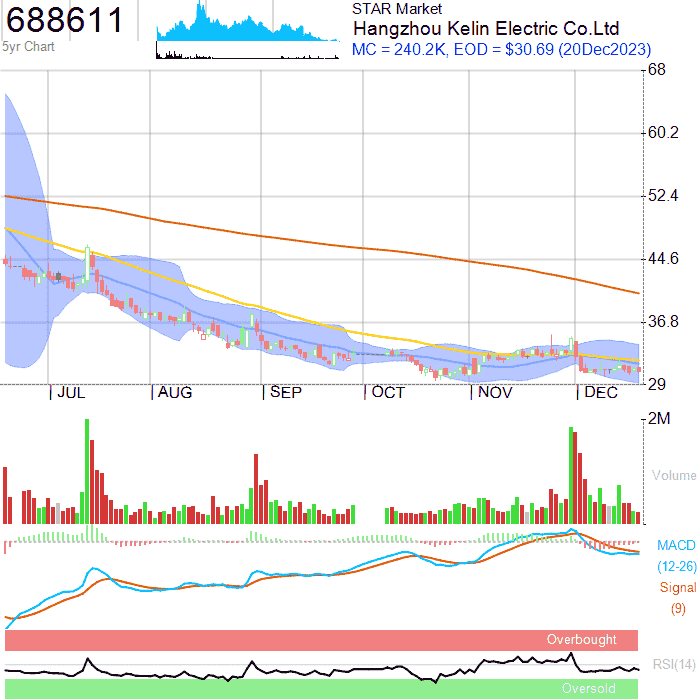 688611
5yr Chart
STAR Market
Hangzhou Kelin Electric Co.Ltd
MC = 240.2K, EOD = $30.69 (20Dec2023)
68
60.2
52.4
44.6
36.8
29
JUL AUG SEP OCT NOV DEC
2M
Volume
MACD
(12-26)
Signal
(9)
Overbought
RSI(14)
Oversold